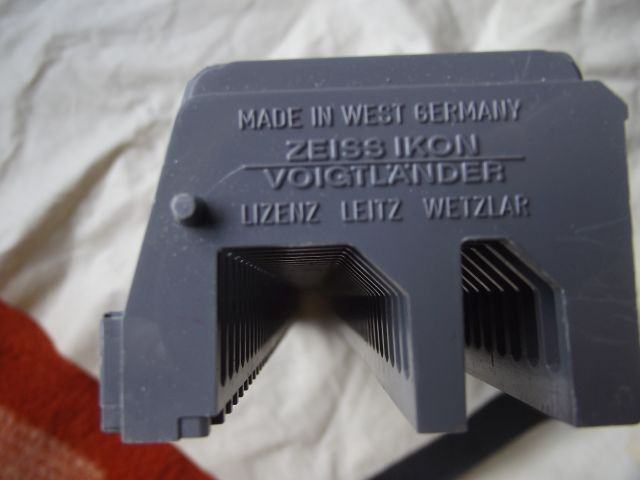 MADE IN WEST GERMANY
ZEISS IKON
VOIGTLÄNDER
LIZENZ LEITZ WETZLAR